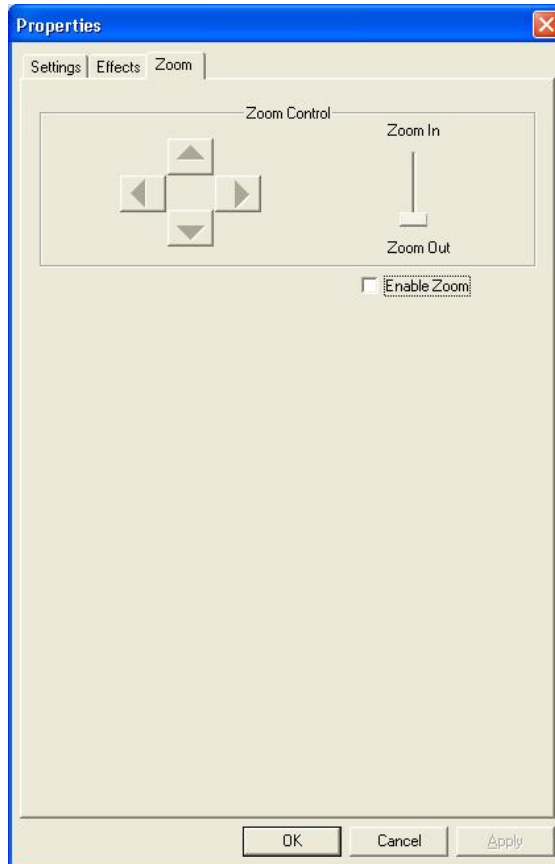 Properties
Settings Effects Zoom
Zoom Control
Zoom In
Zoom Out
Enable Zoom
OK Cancel Apply